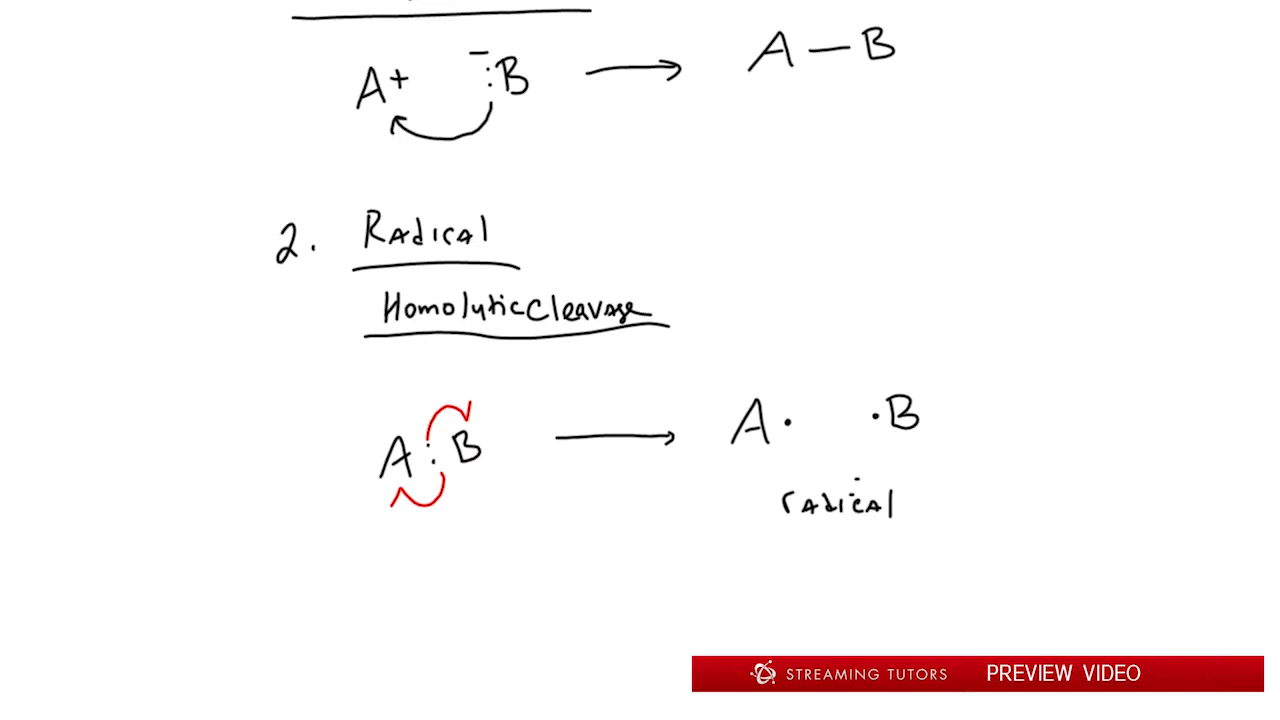 A+ :B⁻ → A — B
2. Radical
Homolytic Cleavage
A : B → A· ·B
radical
STREAMING TUTORS PREVIEW VIDEO